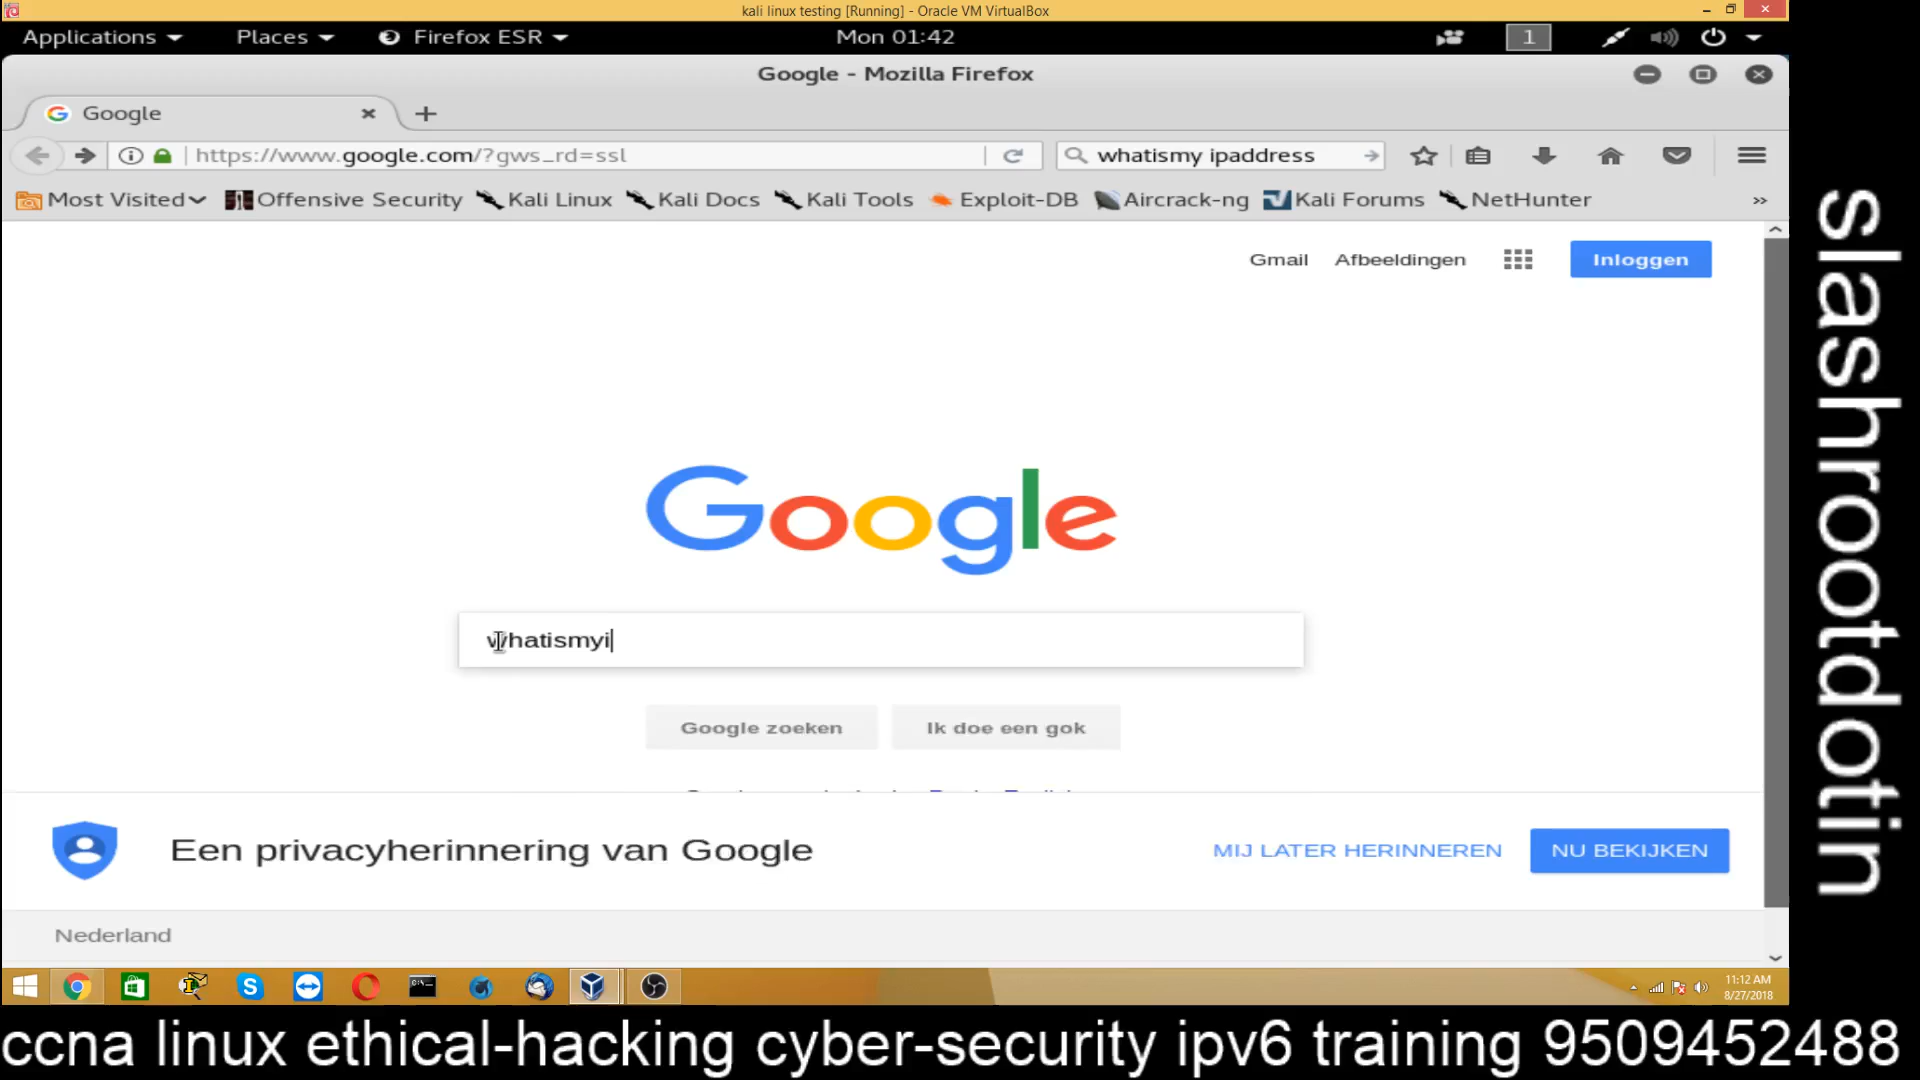 kali linux testing [Running] - Oracle VM VirtualBox
Applications Places Firefox ESR Mon 01:42 1
Google - Mozilla Firefox
Google
https://www.google.com/?gws_rd=ssl whatismy ipaddress
Most Visited Offensive Security Kali Linux Kali Docs Kali Tools Exploit-DB Aircrack-ng Kali Forums NetHunter »
Gmail Afbeeldingen Inloggen
Google
whatismyi
Google zoeken Ik doe een gok
Een privacyherinnering van Google MIJ LATER HERINNEREN NU BEKIJKEN
Nederland
11:12 AM
8/27/2018
slashrootdotin
ccna linux ethical-hacking cyber-security ipv6 training 9509452488